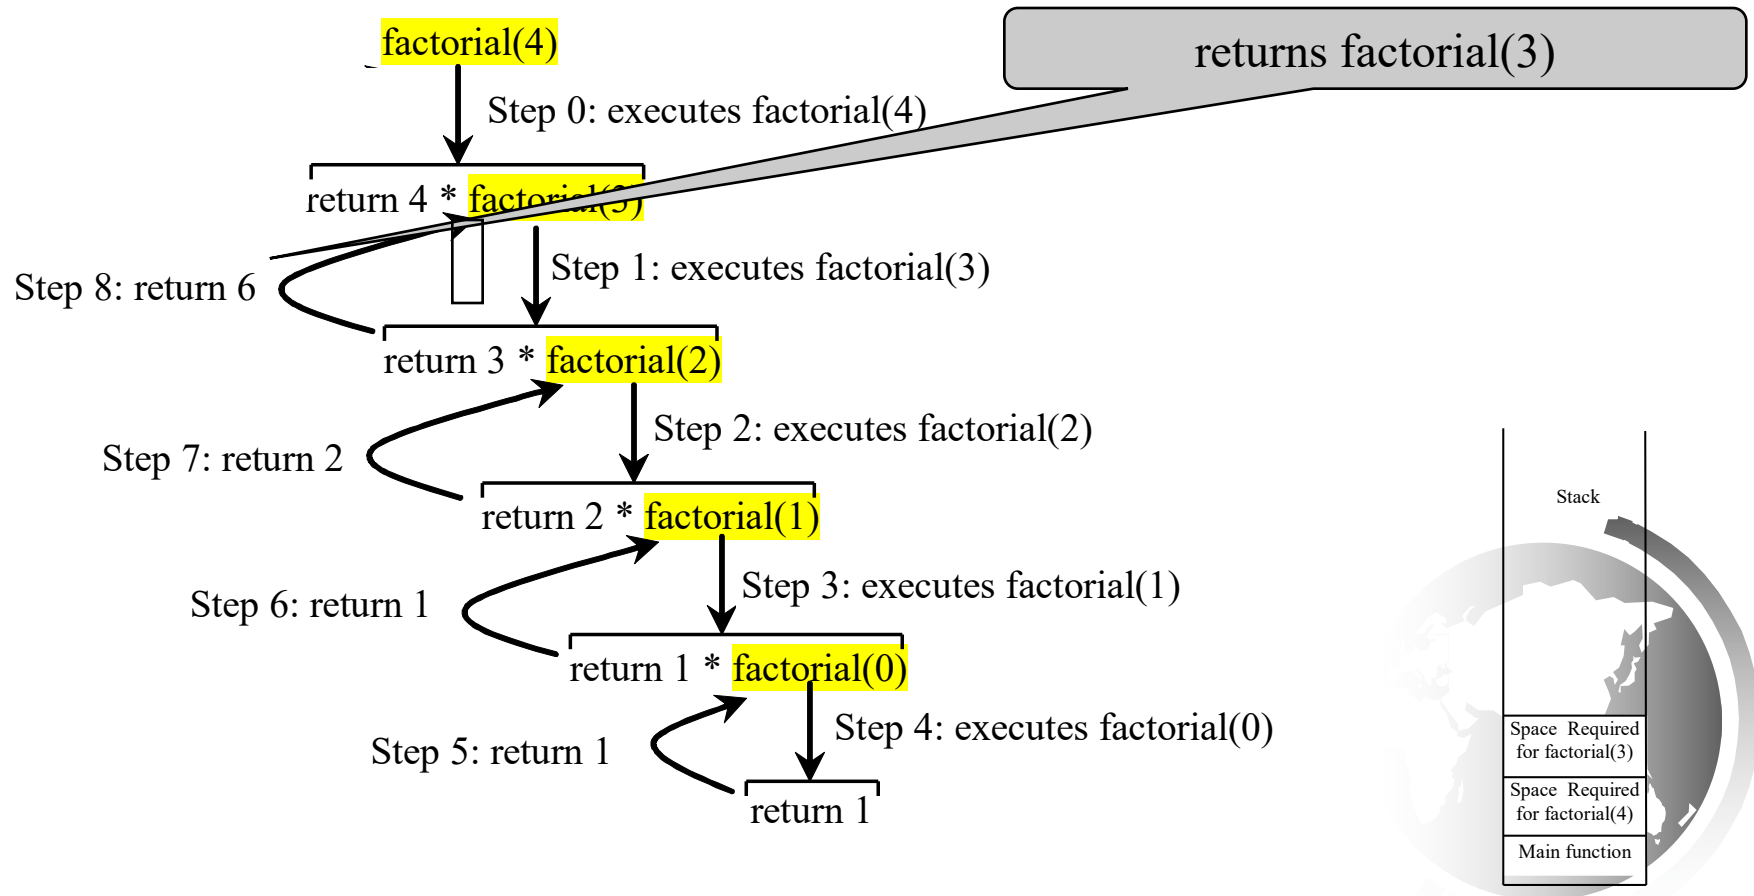 factorial(4)
returns factorial(3)
Step 0: executes factorial(4)
return 4 * factorial(3)
Step 1: executes factorial(3)
Step 8: return 6
return 3 * factorial(2)
Step 2: executes factorial(2)
Step 7: return 2
return 2 * factorial(1)
Step 3: executes factorial(1)
Step 6: return 1
return 1 * factorial(0)
Step 4: executes factorial(0)
Step 5: return 1
return 1
Stack
Space Required
for factorial(3)
Space Required
for factorial(4)
Main function